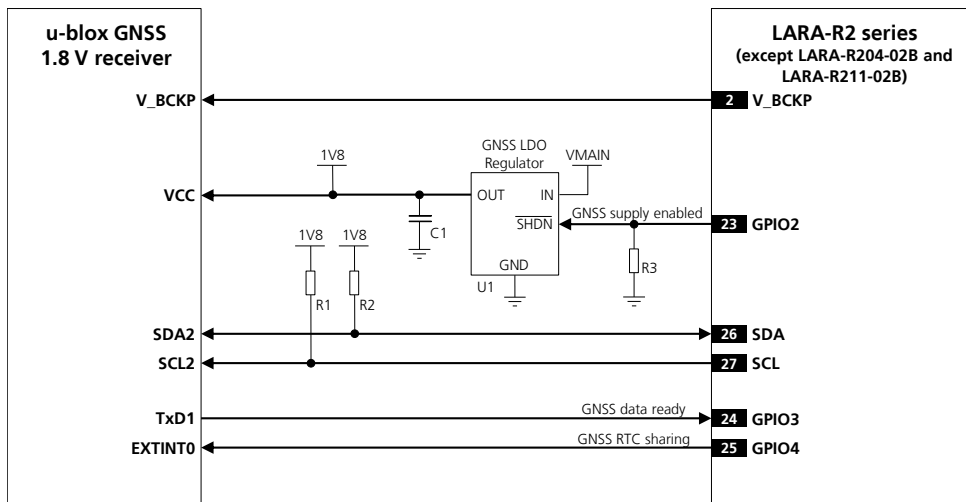 u-blox GNSS
1.8 V receiver
LARA-R2 series
(except LARA-R204-02B and
LARA-R211-02B)
V_BCKP
2 V_BCKP
GNSS LDO
Regulator
1V8
VMAIN
VCC
OUT
IN
GNSS supply enabled
SHDN
23 GPIO2
C1
1V8
1V8
GND
R3
U1
R1
R2
SDA2
26 SDA
SCL2
27 SCL
TxD1
GNSS data ready
24 GPIO3
EXTINT0
GNSS RTC sharing
25 GPIO4